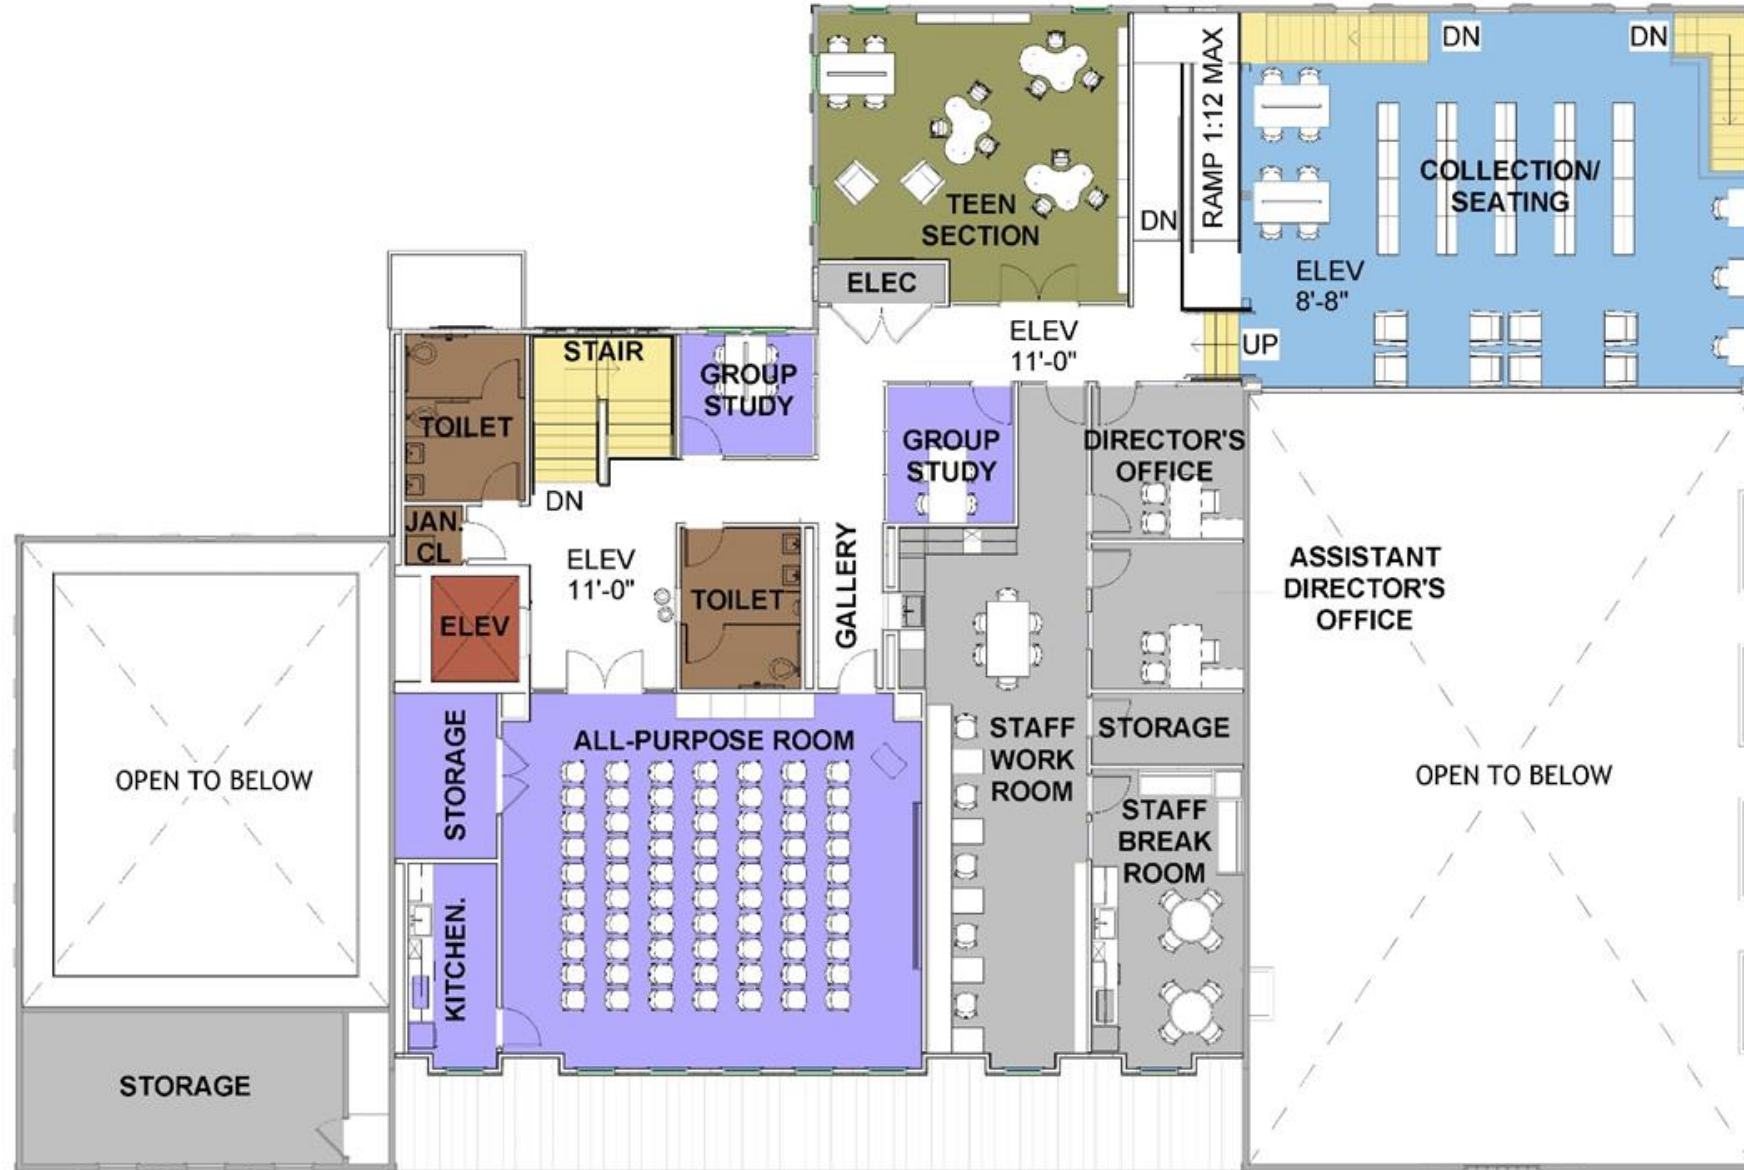 DN
DN
RAMP 1:12 MAX
COLLECTION/
SEATING
TEEN
SECTION
DN
ELEC
ELEV
8'-8"
ELEV
11'-0"
UP
STAIR
GROUP
STUDY
TOILET
GROUP
STUDY
DIRECTOR'S
OFFICE
DN
JAN.
CL
ELEV
11'-0"
GALLERY
ASSISTANT
DIRECTOR'S
OFFICE
TOILET
ELEV
STORAGE
ALL-PURPOSE ROOM
STAFF
WORK
ROOM
STORAGE
OPEN TO BELOW
OPEN TO BELOW
STAFF
BREAK
ROOM
KITCHEN.
STORAGE